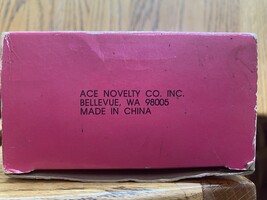 ACE NOVELTY CO. INC.
BELLEVUE, WA 98005
MADE IN CHINA